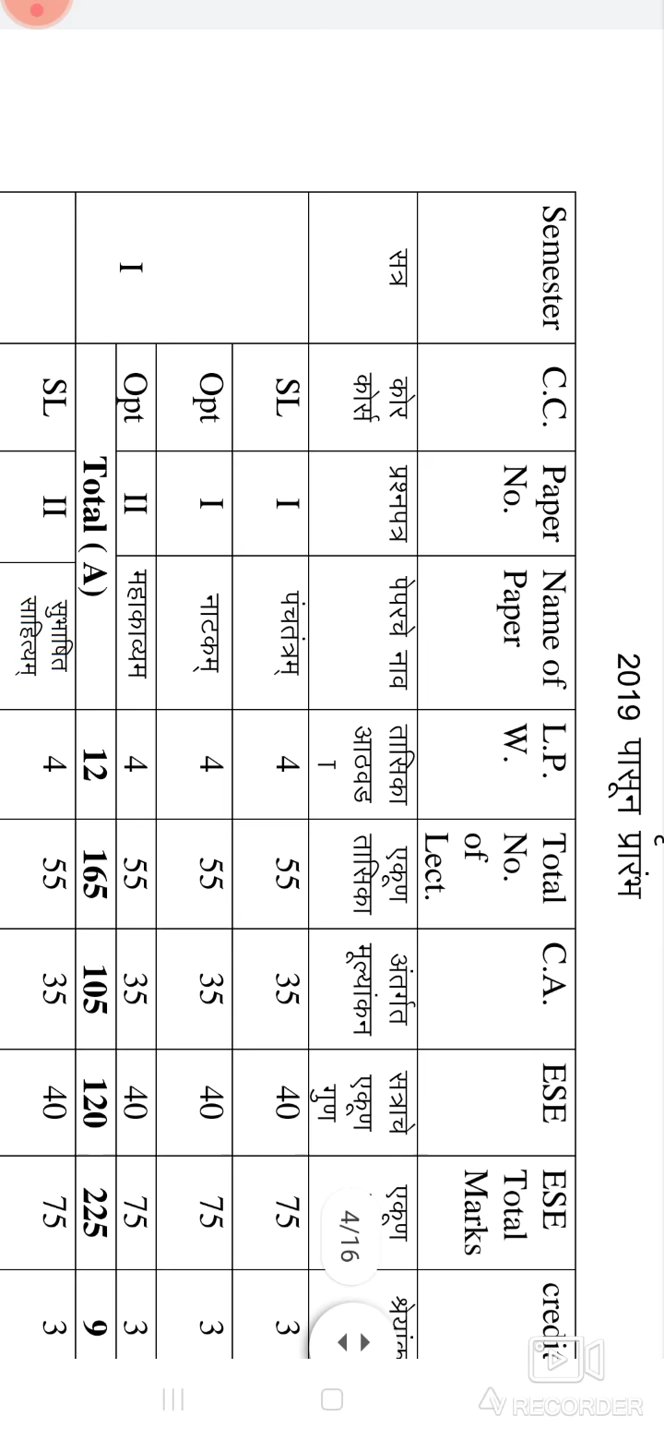 2019 पासून प्रारंभ
Semester C.C. Paper No. Name of Paper L.P. W. Total No. of Lect. C.A. ESE ESE Total Marks
सत्र कोर कोर्स प्रश्नपत्र पेपरचे नाव तासिका आठवडा एकूण तासिका अंतर्गत मूल्यांकन सत्राचे एकूण गुण एकूण
SL I पंचतंत्रम् 4 55 35 40 75 3
Opt I नाटकम् 4 55 35 40 75 3
I Opt II महाकाव्यम 4 55 35 40 75 3
Total ( A) 12 165 105 120 225 9
SL II सुभाषित साहित्यम् 4 55 35 40 75 3
4/16
RECORDER